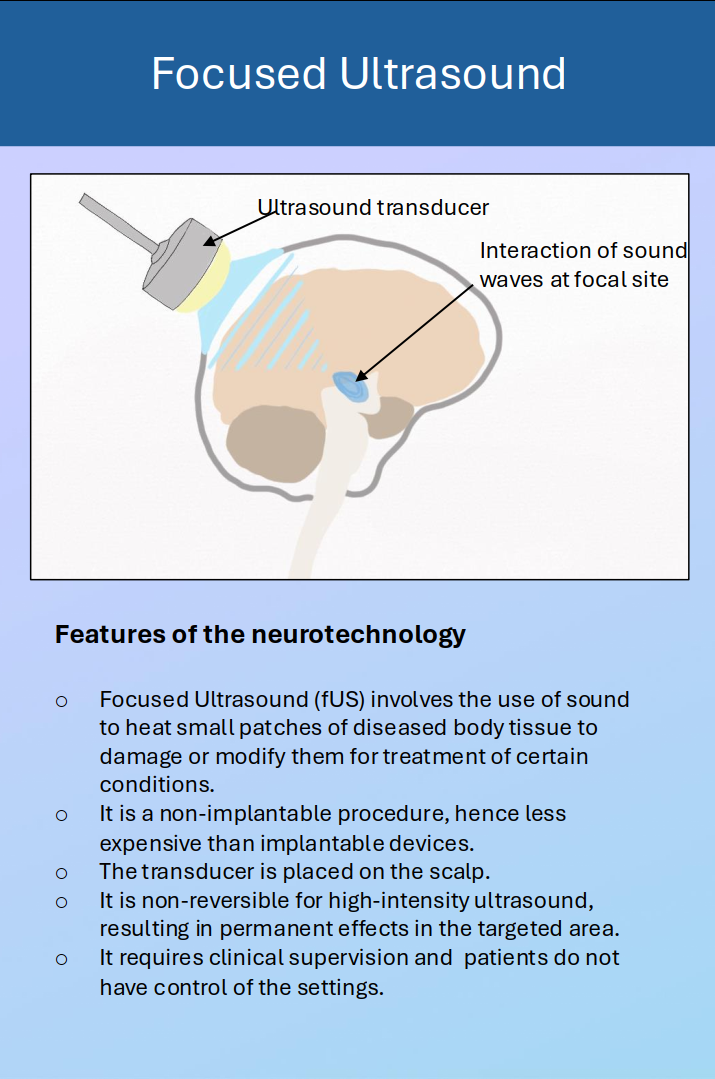 Focused Ultrasound
Ultrasound transducer
Interaction of sound
waves at focal site
Features of the neurotechnology
o Focused Ultrasound (fUS) involves the use of sound
to heat small patches of diseased body tissue to
damage or modify them for treatment of certain
conditions.
o It is a non-implantable procedure, hence less
expensive than implantable devices.
o The transducer is placed on the scalp.
o It is non-reversible for high-intensity ultrasound,
resulting in permanent effects in the targeted area.
o It requires clinical supervision and  patients do not
have control of the settings.